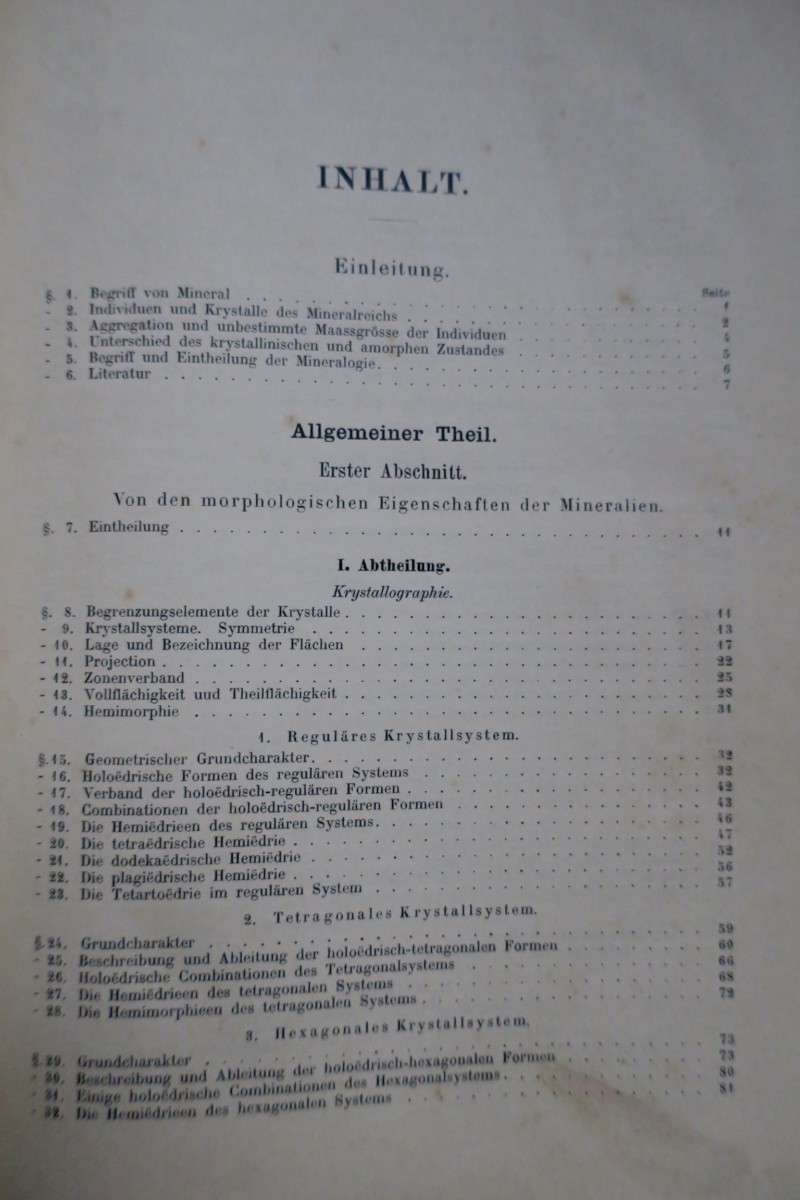 INHALT.
Einleitung.
Seite
§ 1. Begriff von Mineral . . . . 1
- 2. Individuen und Krystalle des Mineralreichs . . . . 2
- 3. Aggregation und unbestimmte Maassgrösse der Individuen . . . . 4
- 4. Unterschied des krystallinischen und amorphen Zustandes . . . . 5
- 5. Begriff und Eintheilung der Mineralogie . . . . 6
- 6. Literatur . . . . 7
Allgemeiner Theil.
Erster Abschnitt.
Von den morphologischen Eigenschaften der Mineralien.
§. 7. Eintheilung . . . . 11
I. Abtheilung.
Krystallographie.
§. 8. Begrenzungselemente der Krystalle . . . . 11
- 9. Krystallsysteme. Symmetrie . . . . 13
- 10. Lage und Bezeichnung der Flächen . . . . 17
- 11. Projection . . . . 22
- 12. Zonenverband . . . . 25
- 13. Vollflächigkeit uud Theilflächigkeit . . . . 28
- 14. Hemimorphie . . . . 31
1. Reguläres Krystallsystem.
§.15. Geometrischer Grundcharakter. . . . . 32
- 16. Holoëdrische Formen des regulären Systems . . . . 32
- 17. Verband der holoëdrisch-regulären Formen . . . . 42
- 18. Combinationen der holoëdrisch-regulären Formen . . . . 43
- 19. Die Hemiëdrieen des regulären Systems. . . . . 46
- 20. Die tetraëdrische Hemiëdrie . . . . 47
- 21. Die dodekaëdrische Hemiëdrie . . . . 52
- 22. Die plagiëdrische Hemiëdrie . . . . 56
- 23. Die Tetartoëdrie im regulären System . . . . 57
2. Tetragonales Krystallsystem.
§.24. Grundcharakter . . . . 59
- 25. Beschreibung und Ableitung der holoëdrisch-tetragonalen Formen . . . . 60
- 26. Holoëdrische Combinationen des Tetragonalsystems . . . . 66
- 27. Die Hemiëdrieen des tetragonalen Systems . . . . 68
- 28. Die Hemimorphieen des tetragonalen Systems . . . . 72
3. Hexagonales Krystallsystem.
§.29. Grundcharakter . . . . 73
- 30. Beschreibung und Ableitung der holoëdrisch-hexagonalen Formen . . . . 73
- 31. Einige holoëdrische Combinationen des Hexagonalsystems . . . . 80
- 32. Die Hemiëdrieen des hexagonalen Systems . . . . 81